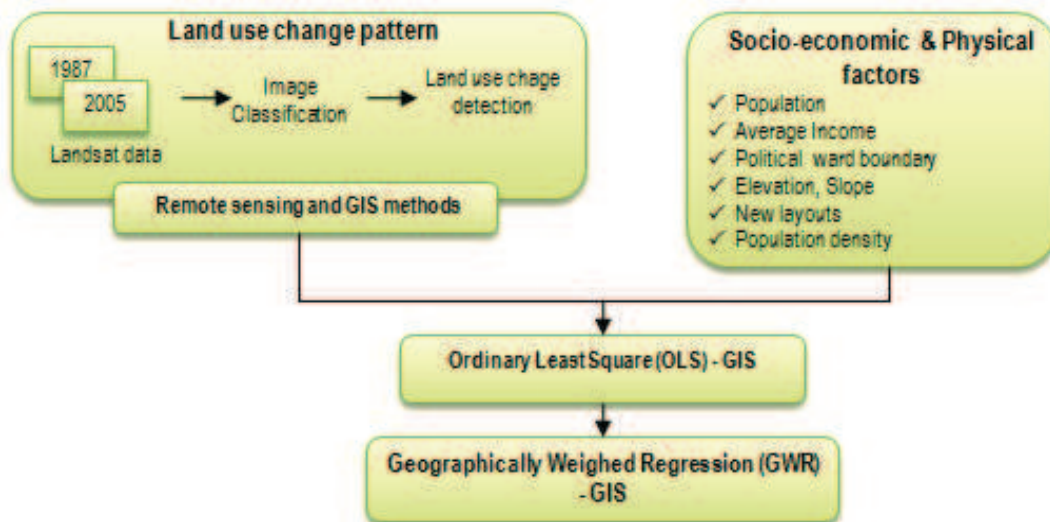 Land use change pattern
1987
2005
Landsat data
Image
Classification
Land use chage
detection
Remote sensing and GIS methods
Socio-economic & Physical
factors
✓ Population
✓ Average Income
✓ Political ward boundary
✓ Elevation, Slope
✓ New layouts
✓ Population density
Ordinary Least Square (OLS) - GIS
Geographically Weighed Regression (GWR)
- GIS